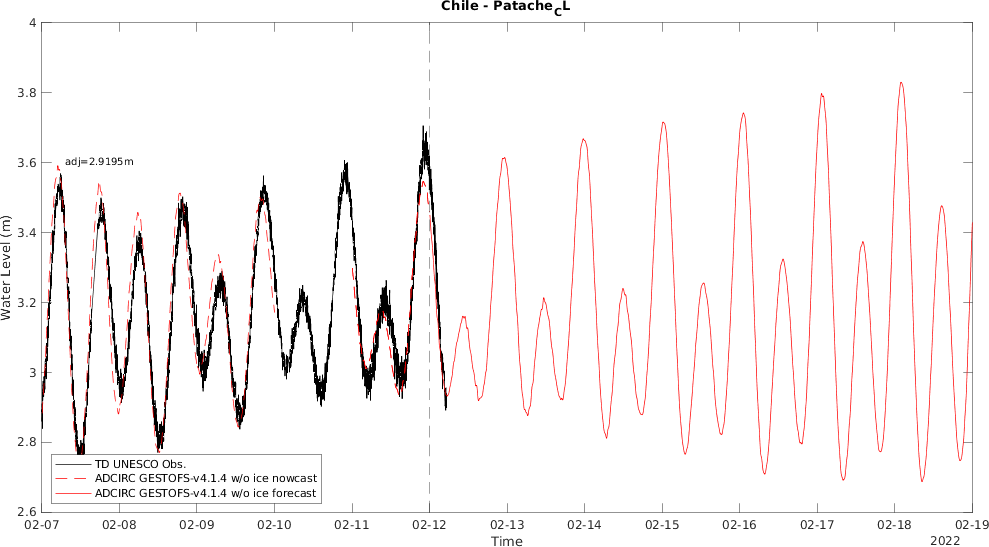 Chile - Patache_CL
4
3.8
3.6
3.4
3.2
3
2.8
2.6
Water Level (m)
adj=2.9195m
TD UNESCO Obs.
ADCIRC GESTOFS-v4.1.4 w/o ice nowcast
ADCIRC GESTOFS-v4.1.4 w/o ice forecast
02-07 02-08 02-09 02-10 02-11 02-12 02-13 02-14 02-15 02-16 02-17 02-18 02-19
Time
2022